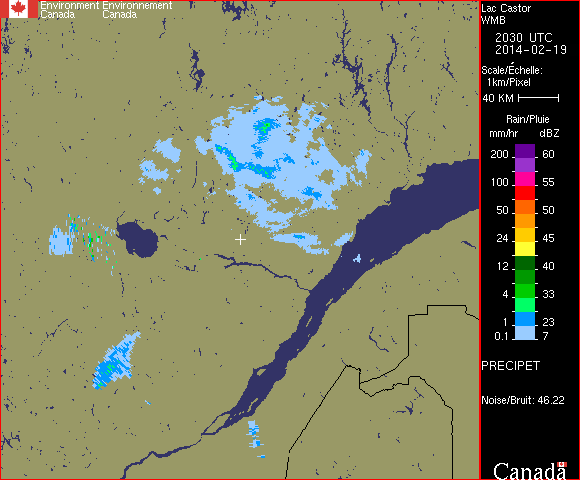 Environment Environnement
Canada Canada
Lac Castor
WMB
2030 UTC
2014-02-19
Scale/Échelle:
1km/Pixel
40 KM
Rain/Pluie
mm/hr dBZ
200 60
100 55
50 50
24 45
12 40
4 33
1 23
0.1 7
PRECIPET
Noise/Bruit: 46.22
Canada